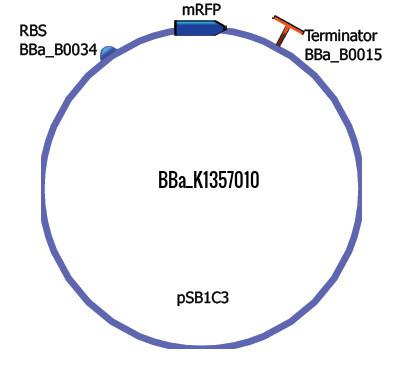 RBS
BBa_B0034
mRFP
Terminator
BBa_B0015
BBa_K1357010
pSB1C3